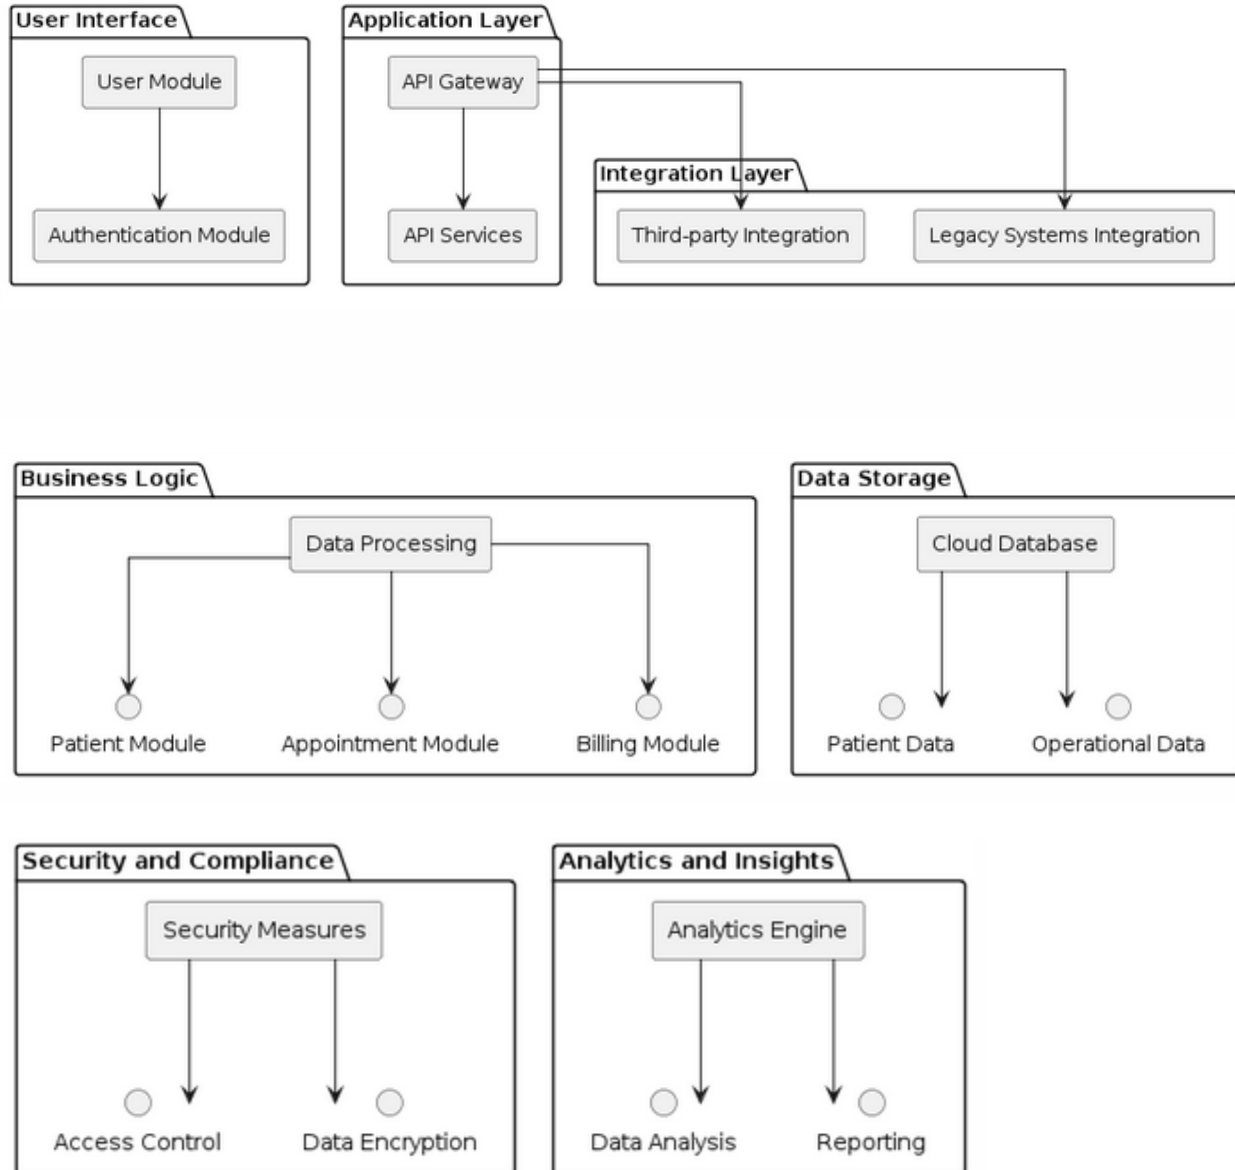 User Interface
User Module
Authentication Module
Application Layer
API Gateway
API Services
Integration Layer
Third-party Integration
Legacy Systems Integration
Business Logic
Data Processing
Patient Module
Appointment Module
Billing Module
Data Storage
Cloud Database
Patient Data
Operational Data
Security and Compliance
Security Measures
Access Control
Data Encryption
Analytics and Insights
Analytics Engine
Data Analysis
Reporting